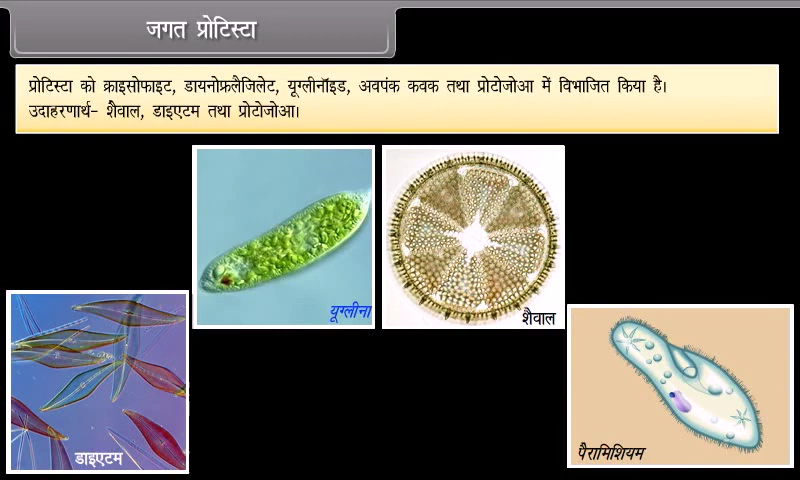 जगत प्रोटिस्टा
प्रोटिस्टा को क्राइसोफाइट, डायनोफ्लैजिलेट, यूग्लीनॉइड, अवपंक कवक तथा प्रोटोजोआ में विभाजित किया है।
उदाहरणार्थ- शैवाल, डाइएटम तथा प्रोटोजोआ।
यूग्लीना
शैवाल
डाइएटम
पैरामिशियम